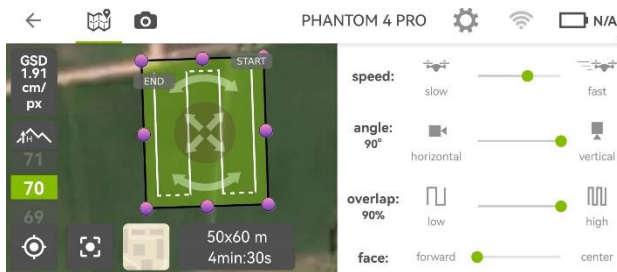 PHANTOM 4 PRO
N/A
GSD
1.91
cm/
px
START
END
71
70
69
50x60 m
4min:30s
speed:
slow
fast
angle:
90°
horizontal
vertical
overlap:
90%
low
high
face:
forward
center